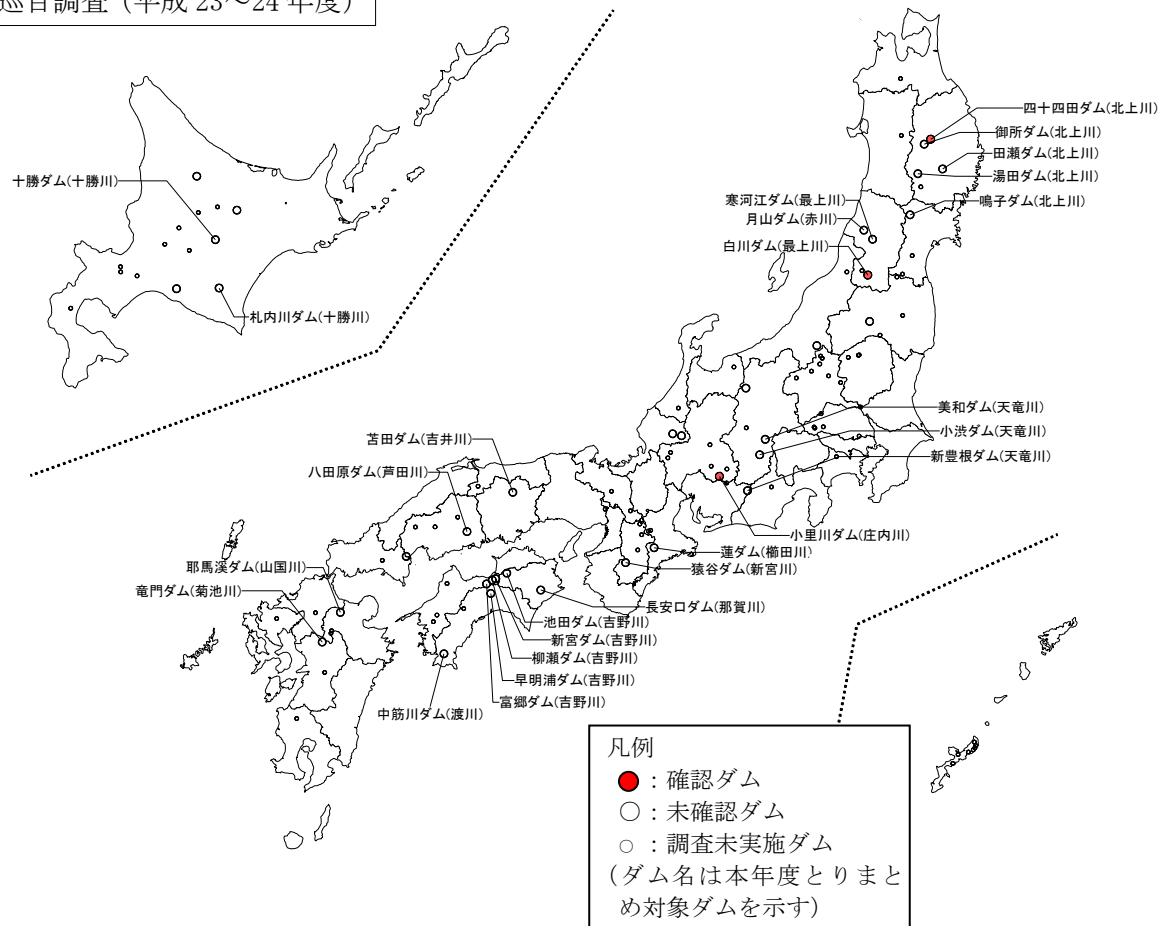 巡目調査（平成 23～24 年度）
十勝ダム(十勝川)
札内川ダム(十勝川)
四十四田ダム(北上川)
御所ダム(北上川)
田瀬ダム(北上川)
湯田ダム(北上川)
寒河江ダム(最上川)
鳴子ダム(北上川)
月山ダム(赤川)
白川ダム(最上川)
美和ダム(天竜川)
小渋ダム(天竜川)
新豊根ダム(天竜川)
苫田ダム(吉井川)
八田原ダム(芦田川)
小里川ダム(庄内川)
蓮ダム(櫛田川)
猿谷ダム(新宮川)
耶馬溪ダム(山国川)
竜門ダム(菊池川)
長安口ダム(那賀川)
池田ダム(吉野川)
新宮ダム(吉野川)
柳瀬ダム(吉野川)
早明浦ダム(吉野川)
富郷ダム(吉野川)
中筋川ダム(渡川)
凡例
：確認ダム
：未確認ダム
：調査未実施ダム
（ダム名は本年度とりまと
め対象ダムを示す）